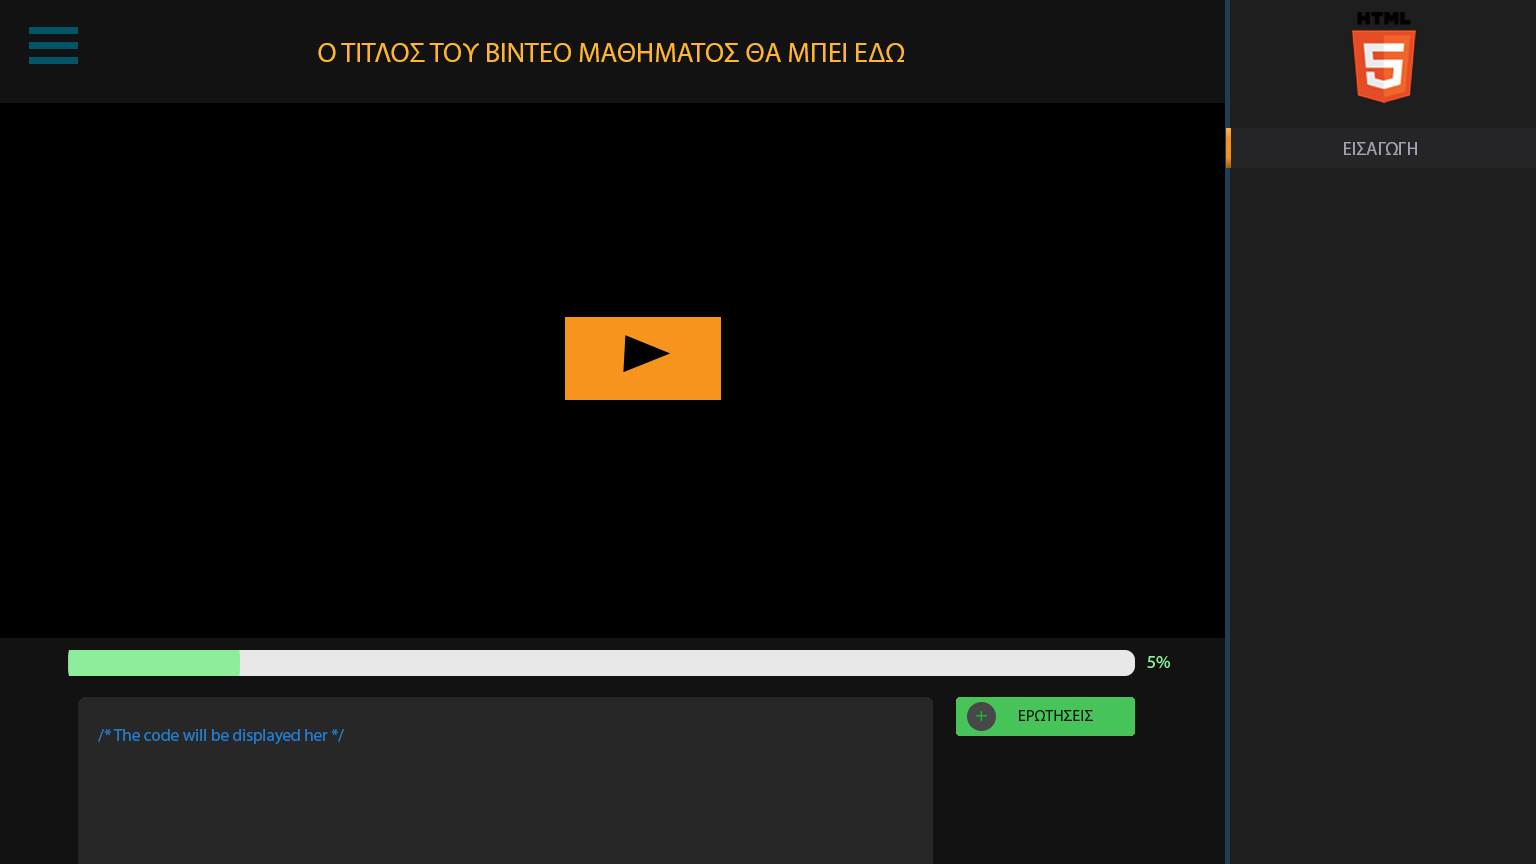 Ο ΤΙΤΛΟΣ ΤΟΥ ΒΙΝΤΕΟ ΜΑΘΗΜΑΤΟΣ ΘΑ ΜΠΕΙ ΕΔΩ
HTML
5
ΕΙΣΑΓΩΓΗ
5%
/* The code will be displayed her */
+ ΕΡΩΤΗΣΕΙΣ